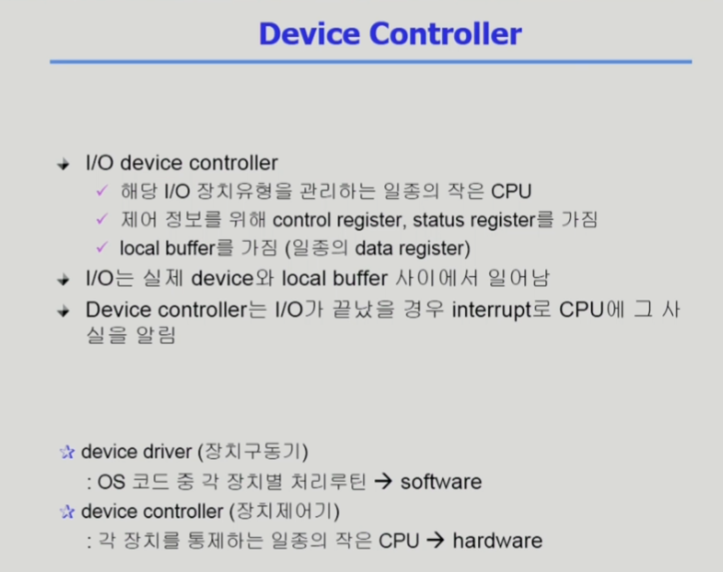 Device Controller
I/O device controller
해당 I/O 장치유형을 관리하는 일종의 작은 CPU
제어 정보를 위해 control register, status register를 가짐
local buffer를 가짐 (일종의 data register)
I/O는 실제 device와 local buffer 사이에서 일어남
Device controller는 I/O가 끝났을 경우 interrupt로 CPU에 그 사
실을 알림
device driver (장치구동기)
: OS 코드 중 각 장치별 처리루틴 → software
device controller (장치제어기)
: 각 장치를 통제하는 일종의 작은 CPU → hardware